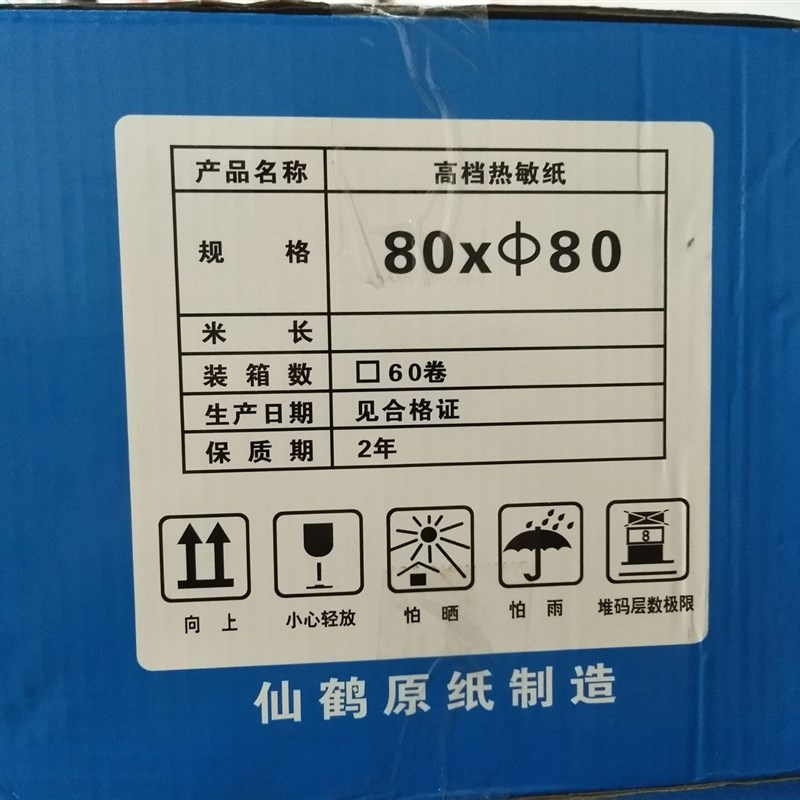 产品名称 高档热敏纸
规格 80xΦ80
米长
装箱数 □60卷
生产日期 见合格证
保质期 2年
8
向上 小心轻放 怕晒 怕雨 堆码层数极限
仙鹤原纸制造